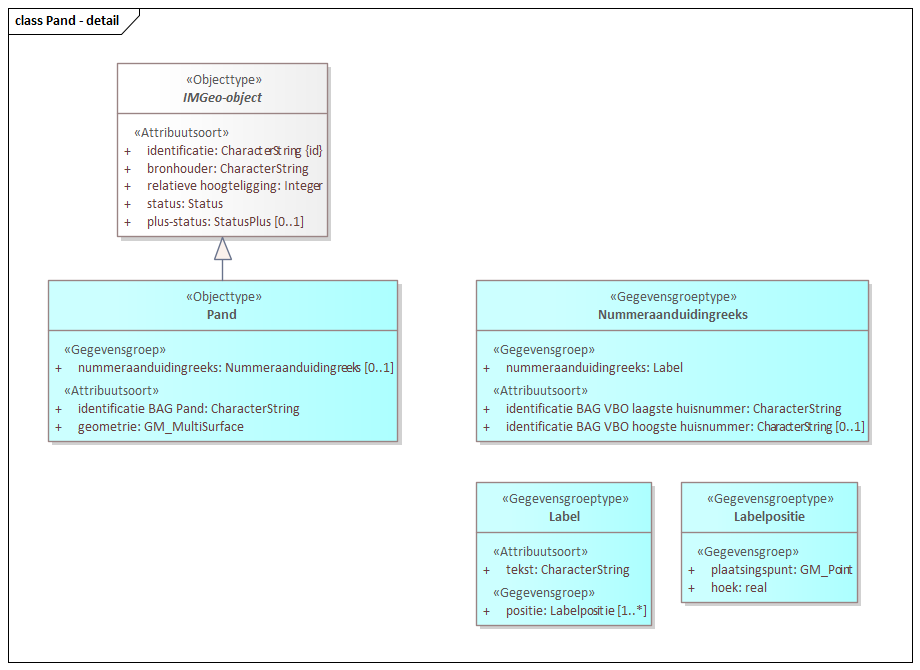 class Pand - detail
«Objecttype»
IMGeo-object
«Attribuutsoort»
+ identificatie: CharacterString {id}
+ bronhouder: CharacterString
+ relatieve hoogteligging: Integer
+ status: Status
+ plus-status: StatusPlus [0..1]
«Objecttype»
Pand
«Gegevensgroep»
+ nummeraanduidingreeks: Nummeraanduidingreeks [0..1]
«Attribuutsoort»
+ identificatie BAG Pand: CharacterString
+ geometrie: GM_MultiSurface
«Gegevensgroeptype»
Nummeraanduidingreeks
«Gegevensgroep»
+ nummeraanduidingreeks: Label
«Attribuutsoort»
+ identificatie BAG VBO laagste huisnummer: CharacterString
+ identificatie BAG VBO hoogste huisnummer: CharacterString [0..1]
«Gegevensgroeptype»
Label
«Attribuutsoort»
+ tekst: CharacterString
«Gegevensgroep»
+ positie: Labelpositie [1..*]
«Gegevensgroeptype»
Labelpositie
«Gegevensgroep»
+ plaatsingspunt: GM_Point
+ hoek: real